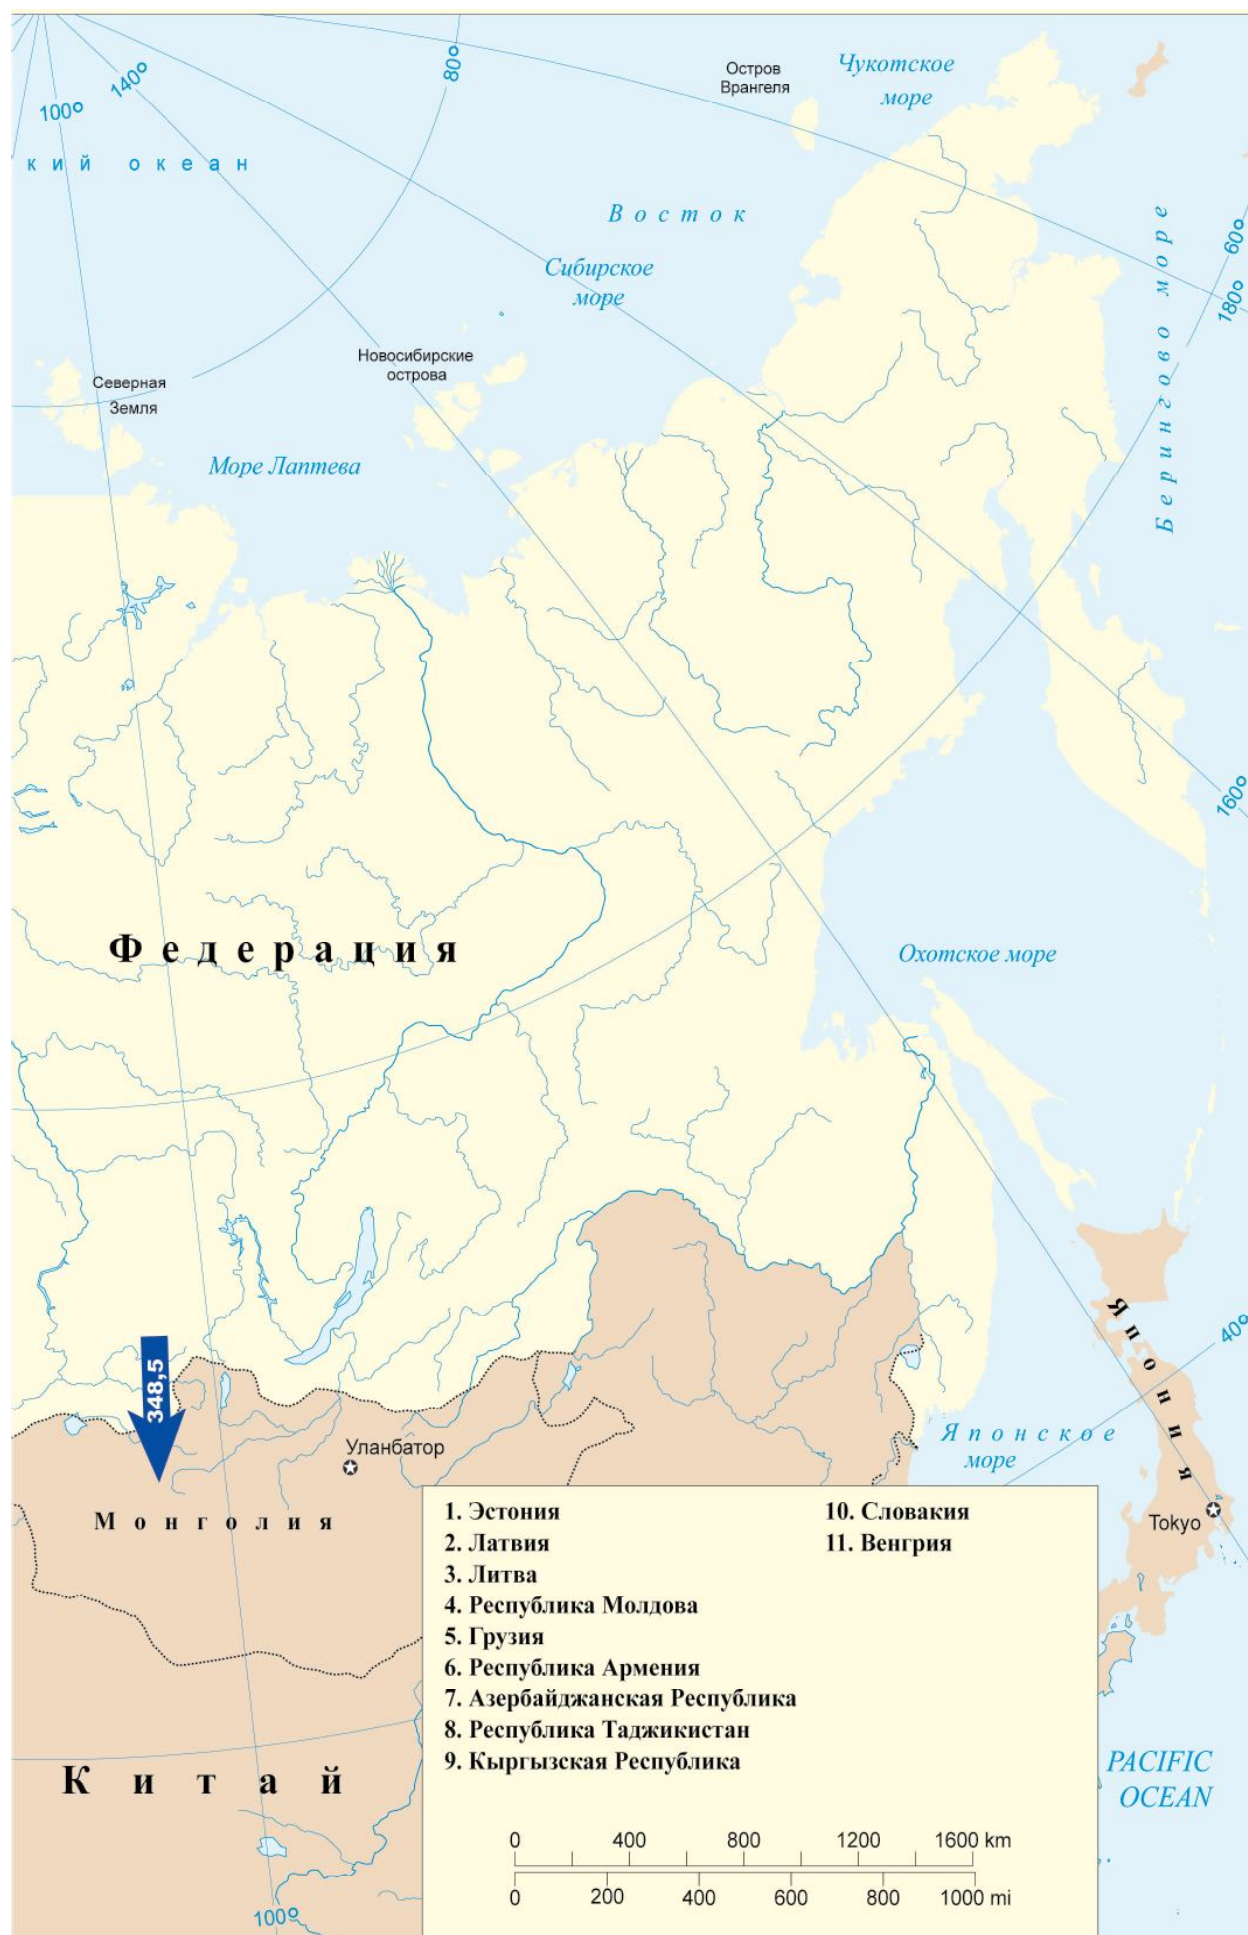 80°
Остров
Врангеля
Чукотское
море
140°
100°
кий океан
Восток
60°
Сибирское
море
180°
Берингово море
Новосибирские
острова
Северная
Земля
Море Лаптева
160°
Федерация
Охотское море
348,5
Япония
40°
Уланбатор
Японское
море
Монголия
Tokyo
1. Эстония
2. Латвия
3. Литва
4. Республика Молдова
5. Грузия
6. Республика Армения
7. Азербайджанская Республика
8. Республика Таджикистан
9. Кыргызская Республика
10. Словакия
11. Венгрия
Китай
PACIFIC
OCEAN
0 400 800 1200 1600 km
0 200 400 600 800 1000 mi
100°